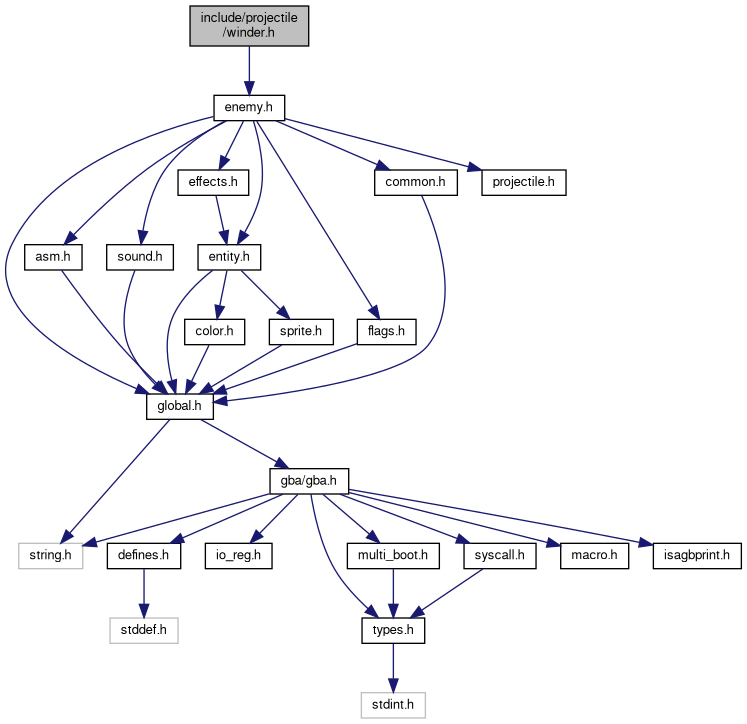 include/projectile
/winder.h
enemy.h
effects.h
common.h
projectile.h
asm.h
sound.h
entity.h
color.h
sprite.h
flags.h
global.h
gba/gba.h
string.h
defines.h
io_reg.h
multi_boot.h
syscall.h
macro.h
isagbprint.h
stddef.h
types.h
stdint.h